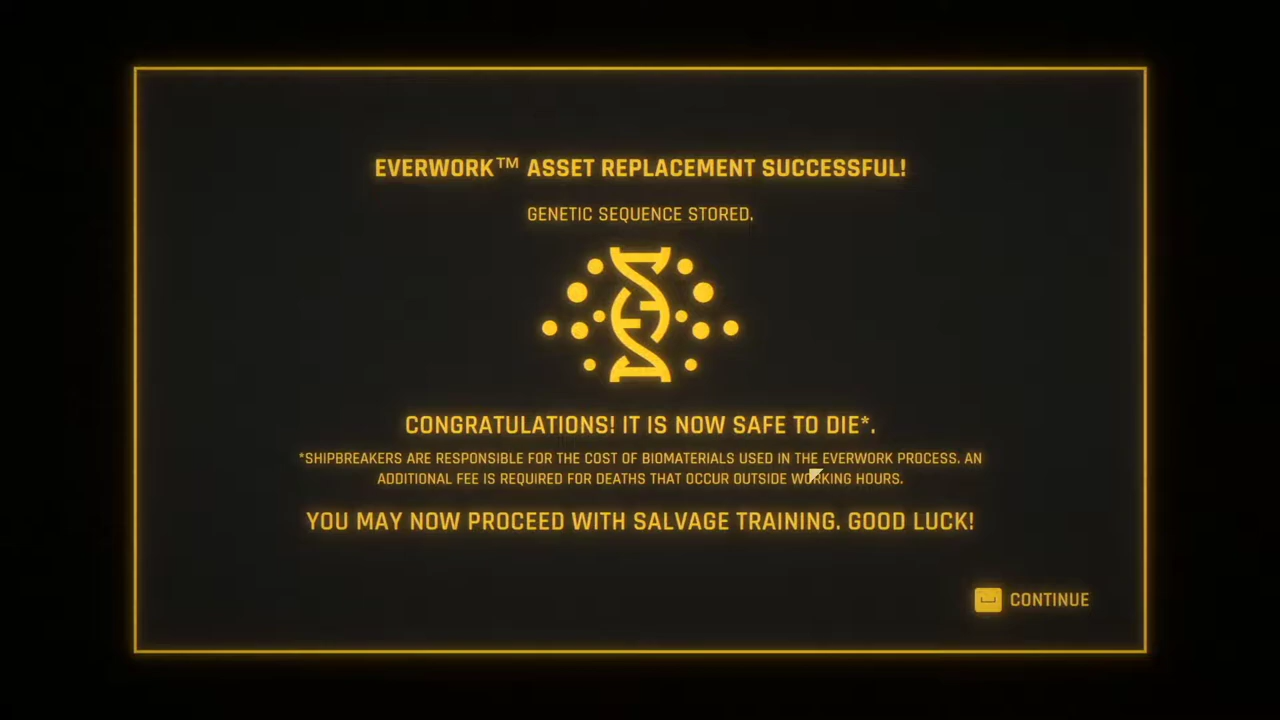 EVERWORK™ ASSET REPLACEMENT SUCCESSFUL!
GENETIC SEQUENCE STORED.
CONGRATULATIONS! IT IS NOW SAFE TO DIE*.
*SHIPBREAKERS ARE RESPONSIBLE FOR THE COST OF BIOMATERIALS USED IN THE EVERWORK PROCESS. AN
ADDITIONAL FEE IS REQUIRED FOR DEATHS THAT OCCUR OUTSIDE WORKING HOURS.
YOU MAY NOW PROCEED WITH SALVAGE TRAINING. GOOD LUCK!
CONTINUE